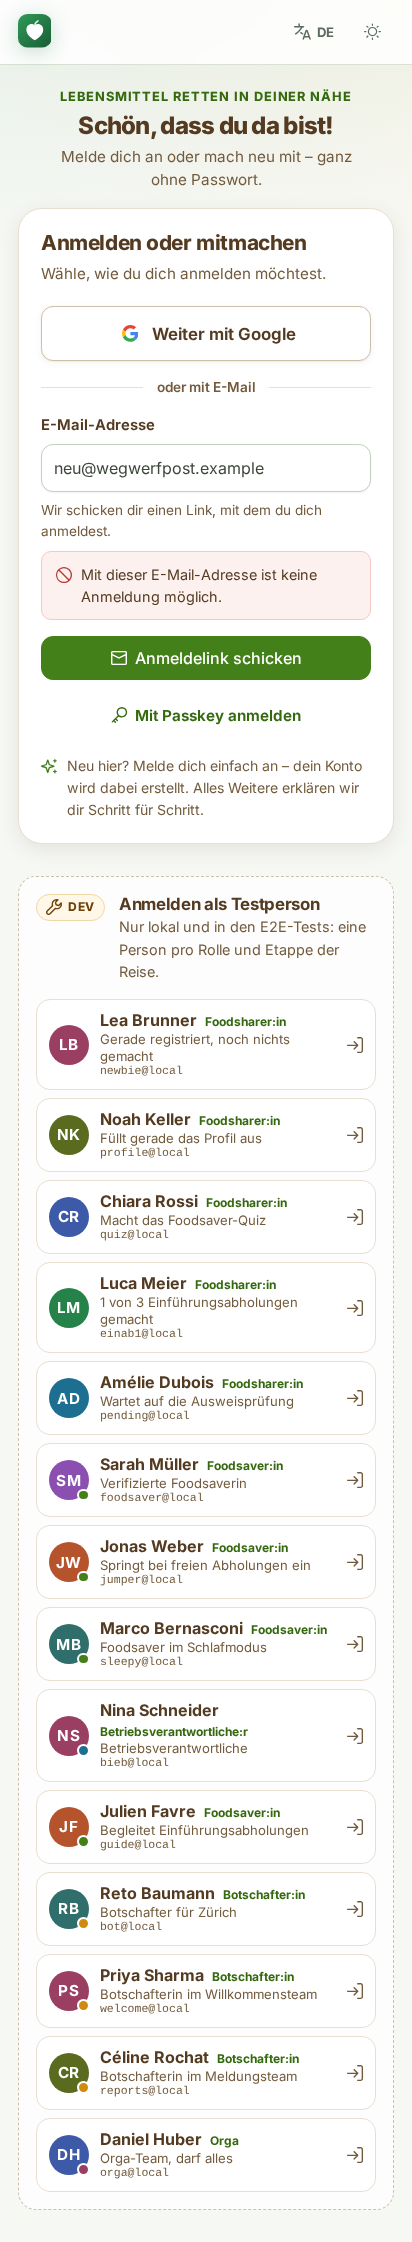 DE
LEBENSMITTEL RETTEN IN DEINER NÄHE
Schön, dass du da bist!
Melde dich an oder mach neu mit – ganz
ohne Passwort.
Anmelden oder mitmachen
Wähle, wie du dich anmelden möchtest.
Weiter mit Google
oder mit E-Mail
E-Mail-Adresse
neu@wegwerfpost.example
Wir schicken dir einen Link, mit dem du dich
anmeldest.
Mit dieser E-Mail-Adresse ist keine
Anmeldung möglich.
Anmeldelink schicken
Mit Passkey anmelden
Neu hier? Melde dich einfach an – dein Konto
wird dabei erstellt. Alles Weitere erklären wir
dir Schritt für Schritt.
DEV
Anmelden als Testperson
Nur lokal und in den E2E-Tests: eine
Person pro Rolle und Etappe der
Reise.
LB
Lea Brunner Foodsharer:in
Gerade registriert, noch nichts
gemacht
newbie@local
NK
Noah Keller Foodsharer:in
Füllt gerade das Profil aus
profile@local
CR
Chiara Rossi Foodsharer:in
Macht das Foodsaver-Quiz
quiz@local
LM
Luca Meier Foodsharer:in
1 von 3 Einführungsabholungen
gemacht
einab1@local
AD
Amélie Dubois Foodsharer:in
Wartet auf die Ausweisprüfung
pending@local
SM
Sarah Müller Foodsaver:in
Verifizierte Foodsaverin
foodsaver@local
JW
Jonas Weber Foodsaver:in
Springt bei freien Abholungen ein
jumper@local
MB
Marco Bernasconi Foodsaver:in
Foodsaver im Schlafmodus
sleepy@local
NS
Nina Schneider
Betriebsverantwortliche:r
Betriebsverantwortliche
bieb@local
JF
Julien Favre Foodsaver:in
Begleitet Einführungsabholungen
guide@local
RB
Reto Baumann Botschafter:in
Botschafter für Zürich
bot@local
PS
Priya Sharma Botschafter:in
Botschafterin im Willkommensteam
welcome@local
CR
Céline Rochat Botschafter:in
Botschafterin im Meldungsteam
reports@local
DH
Daniel Huber Orga
Orga-Team, darf alles
orga@local